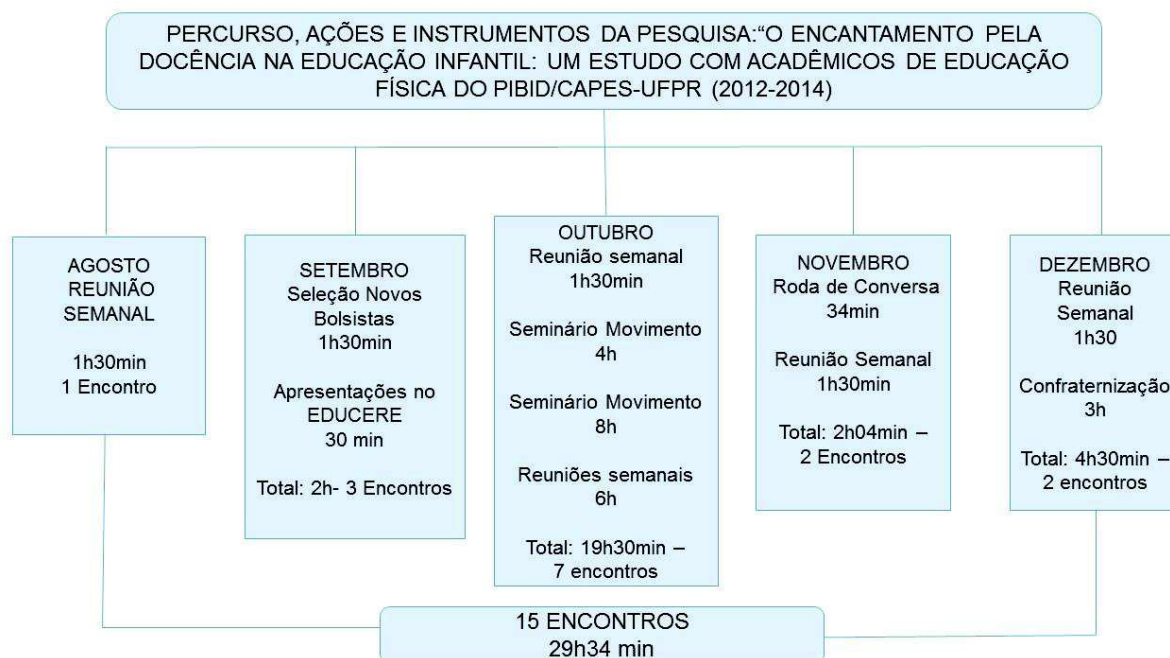 PERCURSO, AÇÕES E INSTRUMENTOS DA PESQUISA:“O ENCANTAMENTO PELA
DOCÊNCIA NA EDUCAÇÃO INFANTIL: UM ESTUDO COM ACADÊMICOS DE EDUCAÇÃO
FÍSICA DO PIBID/CAPES-UFPR (2012-2014)
AGOSTO
REUNIÃO
SEMANAL
1h30min
1 Encontro
SETEMBRO
Seleção Novos
Bolsistas
1h30min
Apresentações no
EDUCERE
30 min
Total: 2h- 3 Encontros
OUTUBRO
Reunião semanal
1h30min
Seminário Movimento
4h
Seminário Movimento
8h
Reuniões semanais
6h
Total: 19h30min –
7 encontros
NOVEMBRO
Roda de Conversa
34min
Reunião Semanal
1h30min
Total: 2h04min –
2 Encontros
DEZEMBRO
Reunião
Semanal
1h30
Confraternização
3h
Total: 4h30min –
2 encontros
15 ENCONTROS
29h34 min